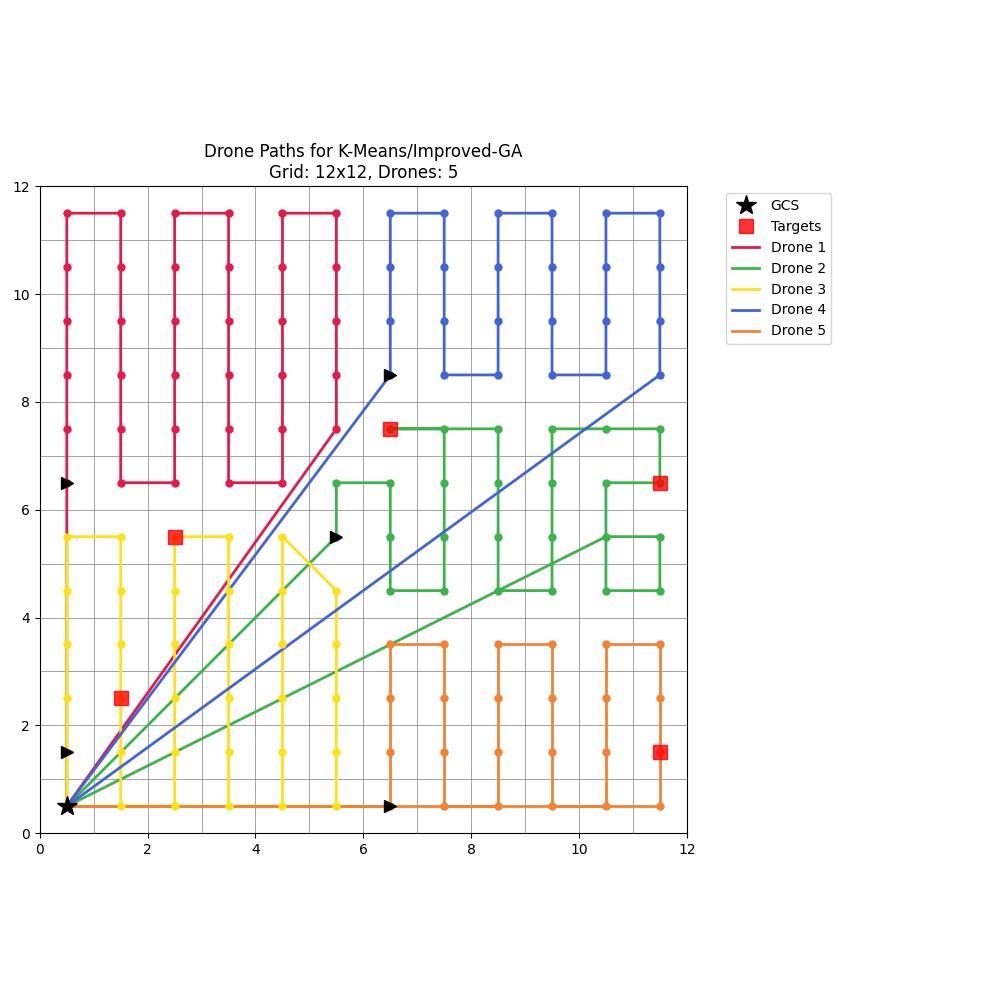 Drone Paths for K-Means/Improved-GA
Grid: 12x12, Drones: 5
12
10
8
6
4
2
0
0 2 4 6 8 10 12
GCS
Targets
Drone 1
Drone 2
Drone 3
Drone 4
Drone 5